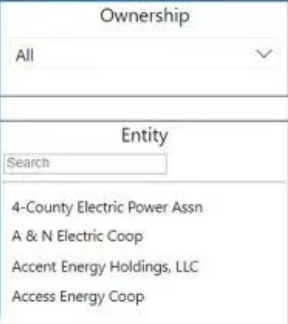 Ownership
All
Entity
Search
4-County Electric Power Assn
A & N Electric Coop
Accent Energy Holdings, LLC
Access Energy Coop